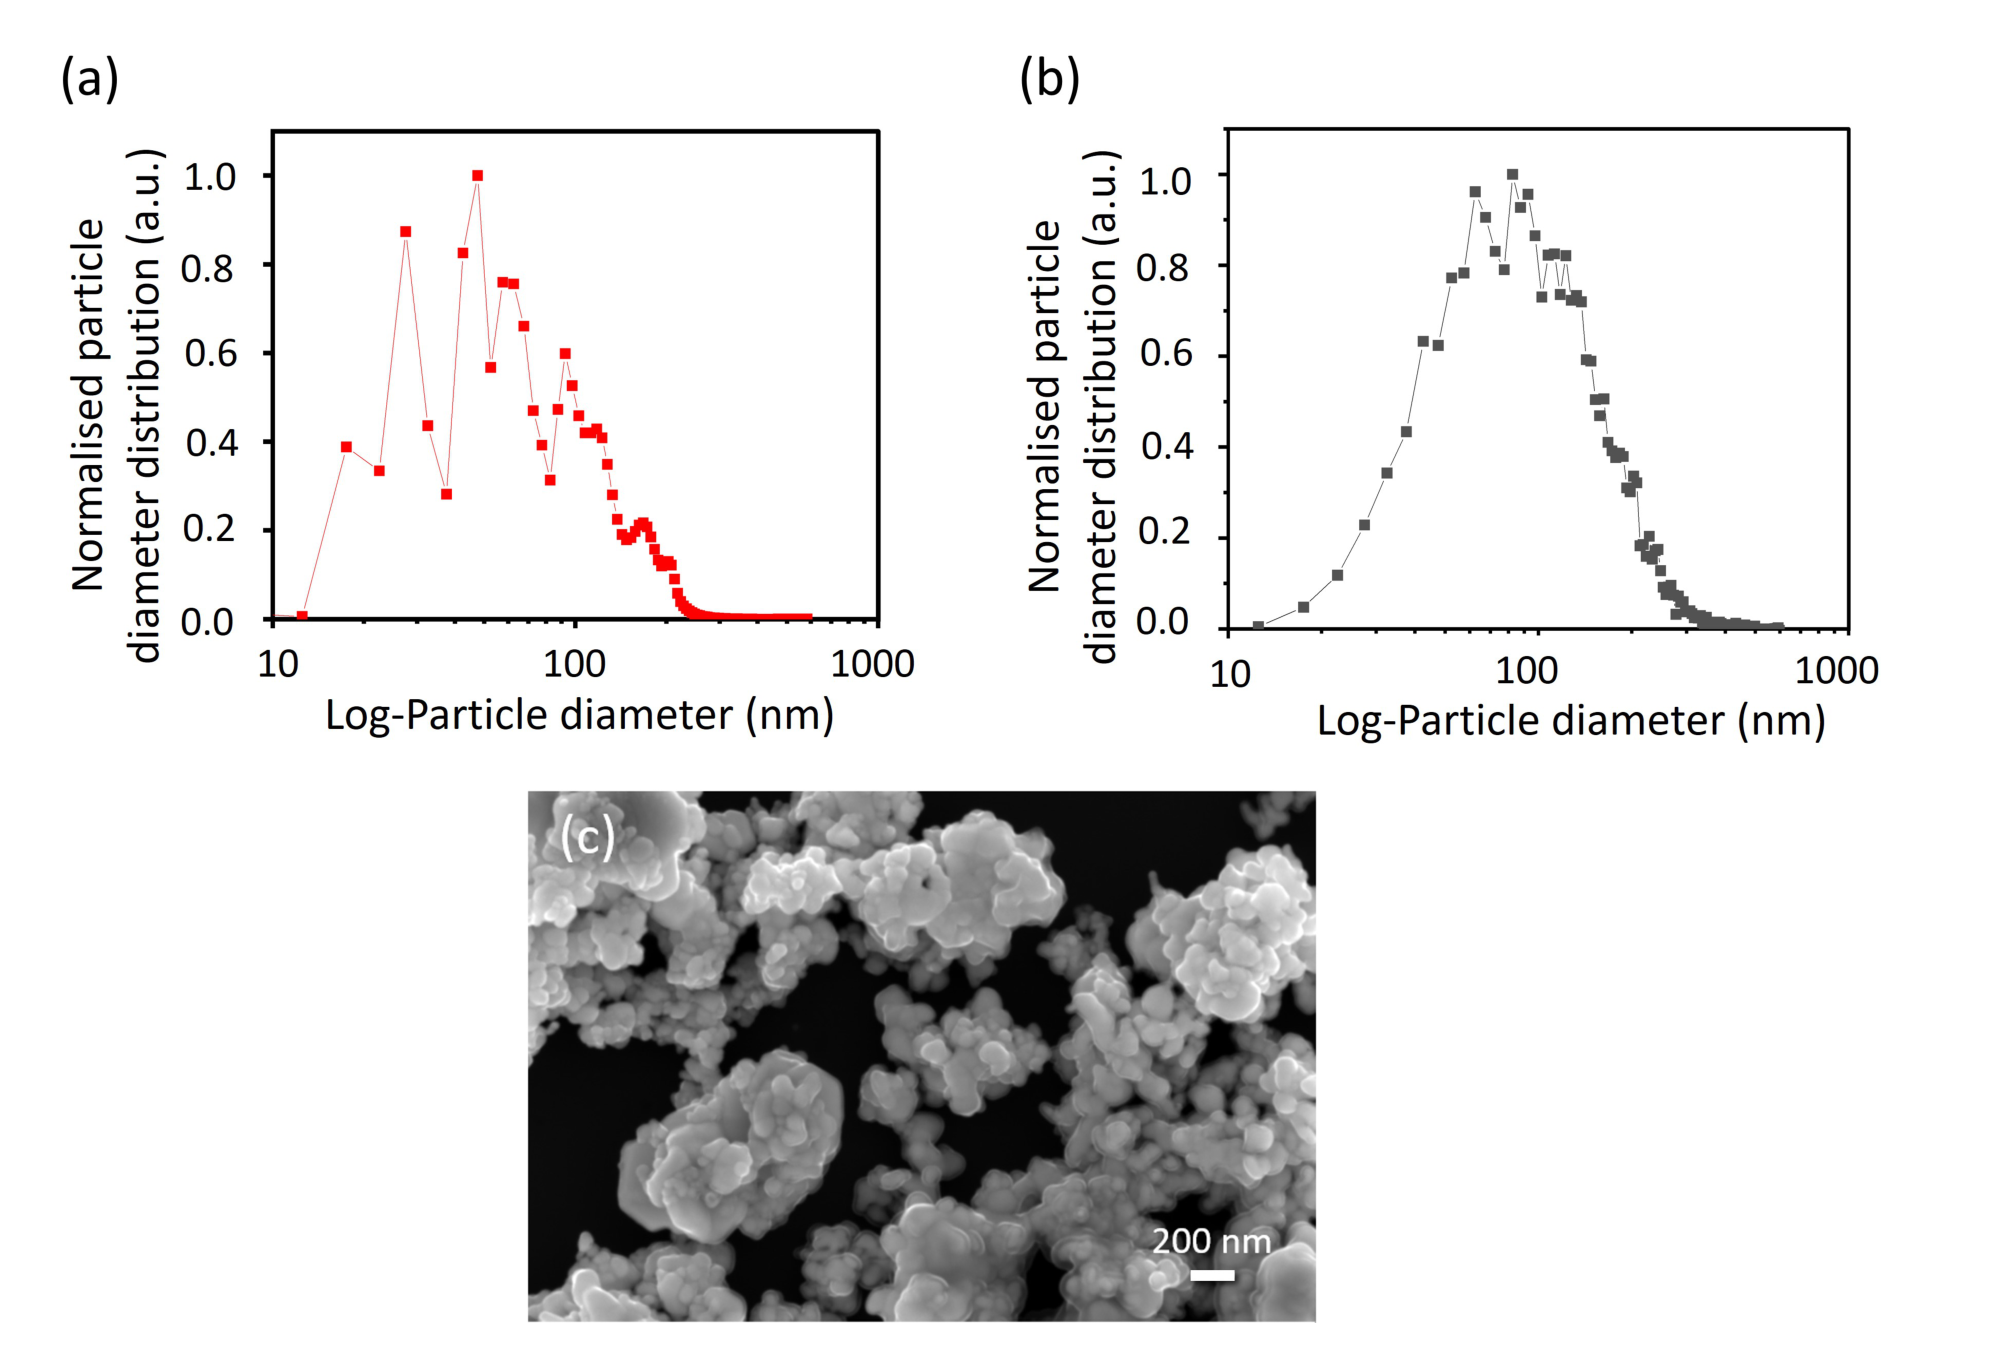 (a)
Normalised particle
diameter distribution (a.u.)
1.0
0.8
0.6
0.4
0.2
0.0
10
100
1000
Log-Particle diameter (nm)
(b)
Normalised particle
diameter distribution (a.u.)
1.0
0.8
0.6
0.4
0.2
0.0
10
100
1000
Log-Particle diameter (nm)
(c)
200 nm